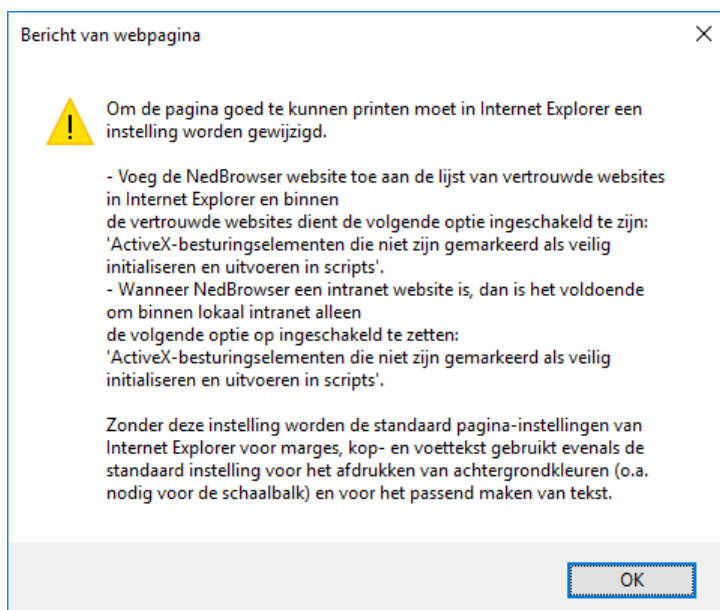 Bericht van webpagina
Om de pagina goed te kunnen printen moet in Internet Explorer een
instelling worden gewijzigd.
- Voeg de NedBrowser website toe aan de lijst van vertrouwde websites
in Internet Explorer en binnen
de vertrouwde websites dient de volgende optie ingeschakeld te zijn:
'ActiveX-besturingselementen die niet zijn gemarkeerd als veilig
initialiseren en uitvoeren in scripts'.
- Wanneer NedBrowser een intranet website is, dan is het voldoende
om binnen lokaal intranet alleen
de volgende optie op ingeschakeld te zetten:
'ActiveX-besturingselementen die niet zijn gemarkeerd als veilig
initialiseren en uitvoeren in scripts'.
Zonder deze instelling worden de standaard pagina-instellingen van
Internet Explorer voor marges, kop- en voettekst gebruikt evenals de
standaard instelling voor het afdrukken van achtergrondkleuren (o.a.
nodig voor de schaalbalk) en voor het passend maken van tekst.
OK